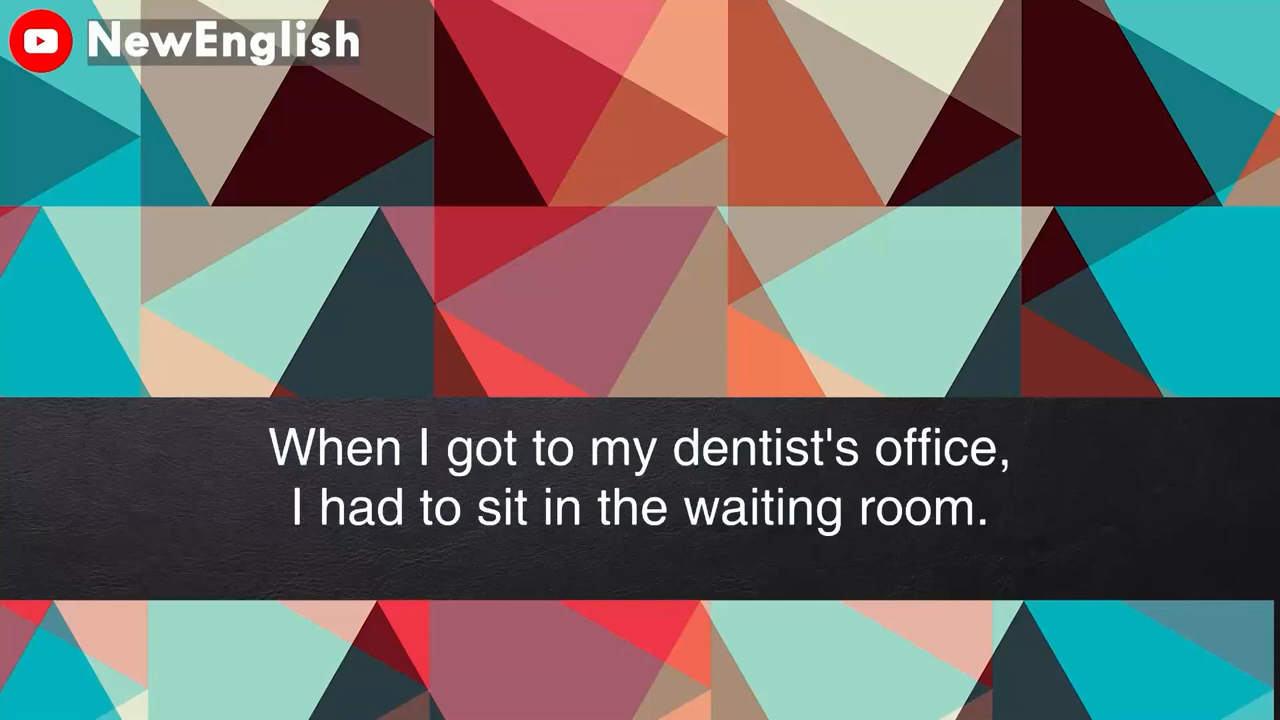 NewEnglish
When I got to my dentist's office,
I had to sit in the waiting room.